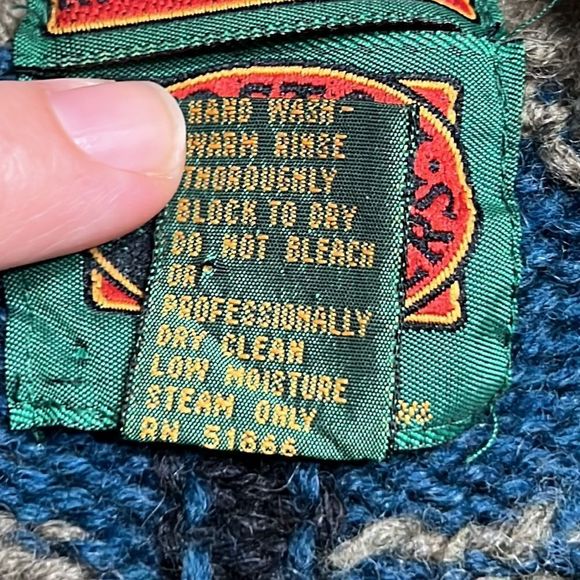 HAND WASH-
WARM RINSE
THOROUGHLY
BLOCK TO DRY
DO NOT BLEACH
OR
PROFESSIONALLY
DRY CLEAN
LOW MOISTURE
STEAM ONLY
RN 51866